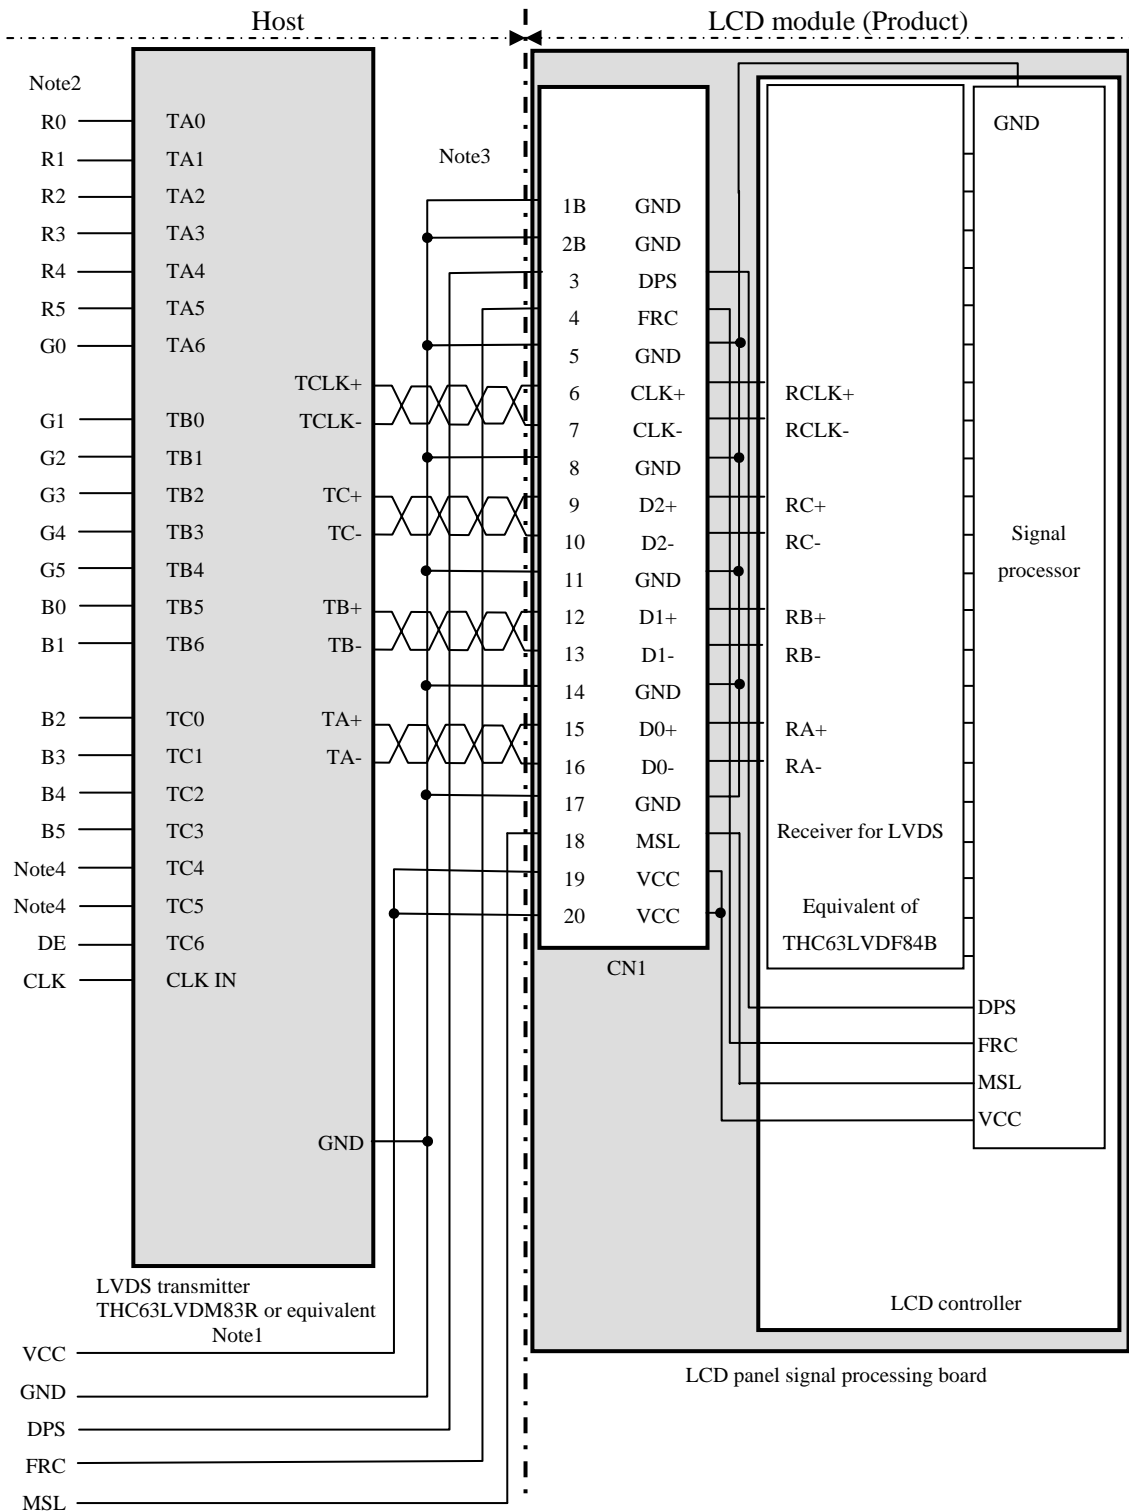 Host
LCD module (Product)
Note2
R0 TA0
R1 TA1
R2 TA2
R3 TA3
R4 TA4
R5 TA5
G0 TA6
G1 TB0
G2 TB1
G3 TB2
G4 TB3
G5 TB4
B0 TB5
B1 TB6
B2 TC0
B3 TC1
B4 TC2
B5 TC3
Note4 TC4
Note4 TC5
DE TC6
CLK CLK IN
TCLK+
TCLK-
TC+
TC-
TB+
TB-
TA+
TA-
GND
LVDS transmitter
THC63LVDM83R or equivalent
Note1
VCC
GND
DPS
FRC
MSL
Note3
1B GND
2B GND
3 DPS
4 FRC
5 GND
6 CLK+
7 CLK-
8 GND
9 D2+
10 D2-
11 GND
12 D1+
13 D1-
14 GND
15 D0+
16 D0-
17 GND
18 MSL
19 VCC
20 VCC
CN1
RCLK+
RCLK-
RC+
RC-
RB+
RB-
RA+
RA-
Receiver for LVDS
Equivalent of
THC63LVDF84B
GND
Signal
processor
DPS
FRC
MSL
VCC
LCD controller
LCD panel signal processing board